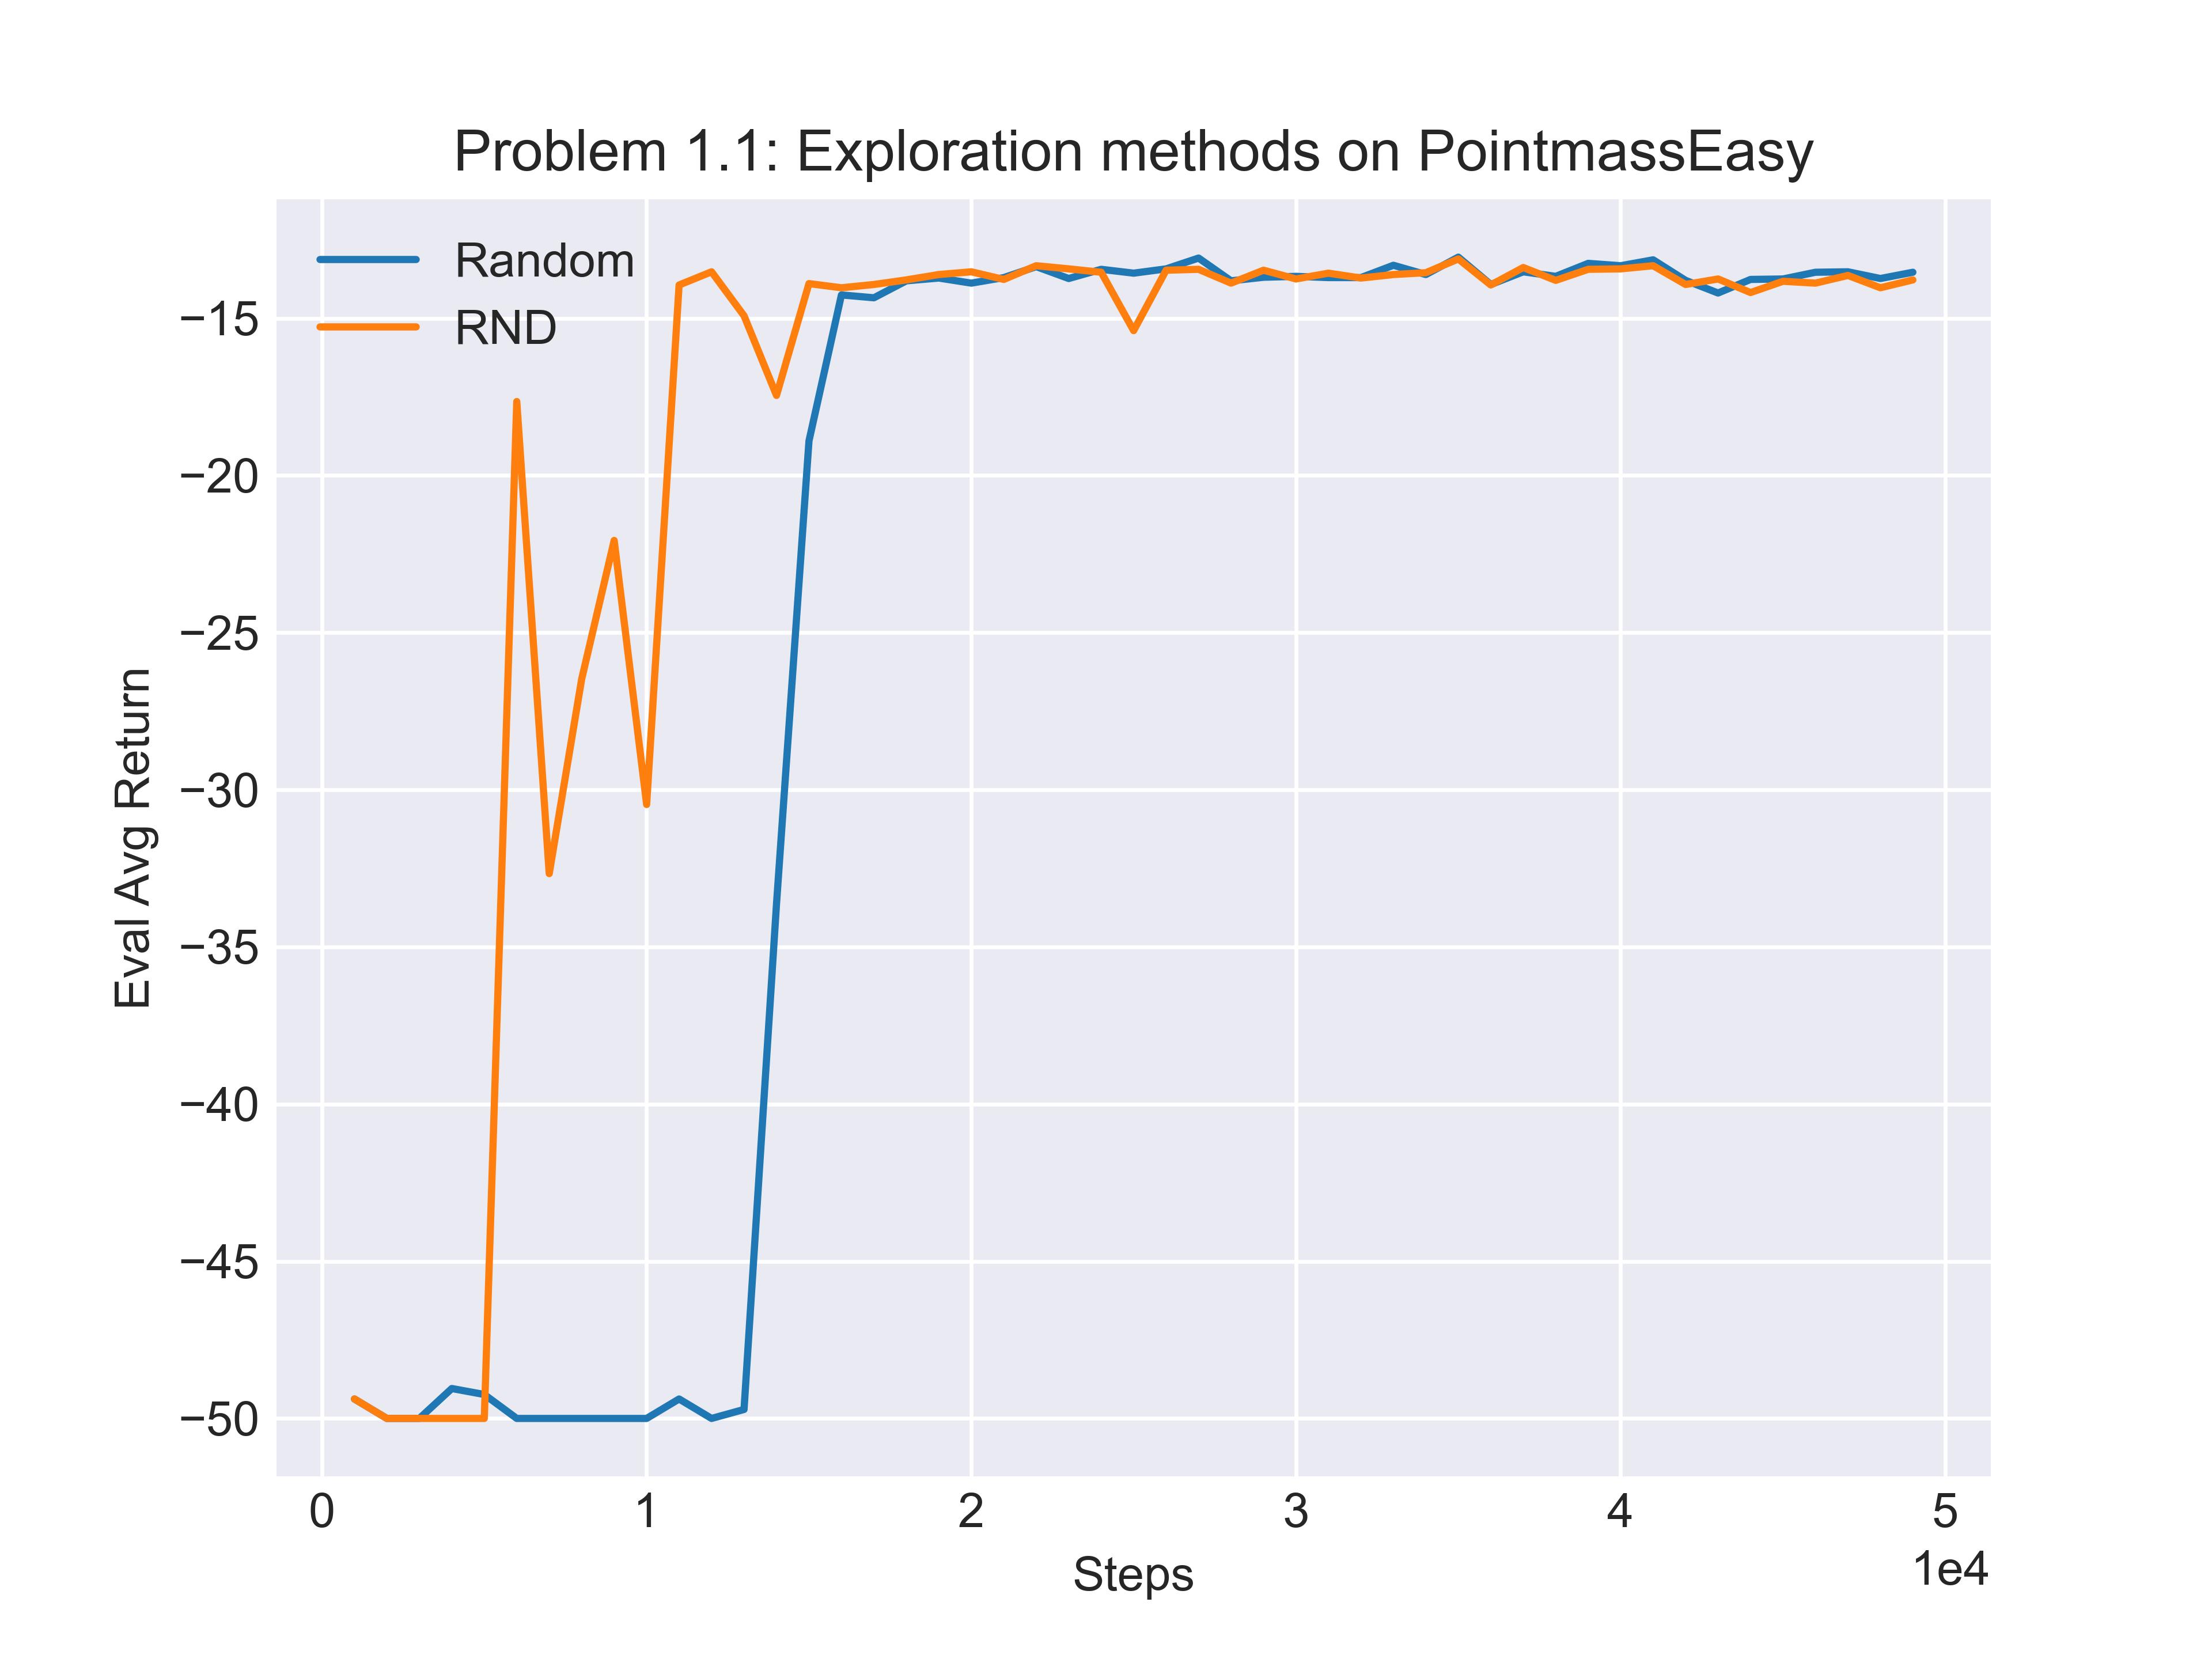 Problem 1.1: Exploration methods on PointmassEasy
Random
RND
−15
−20
−25
−30
−35
−40
−45
−50
Eval Avg Return
0 1 2 3 4 5
Steps
1e4